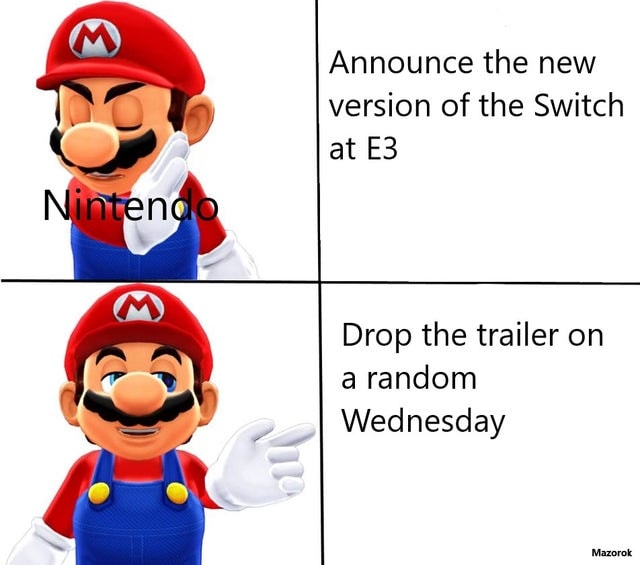 M
Announce the new
version of the Switch
at E3
Nintendo
M
Drop the trailer on
a random
Wednesday
Mazorok